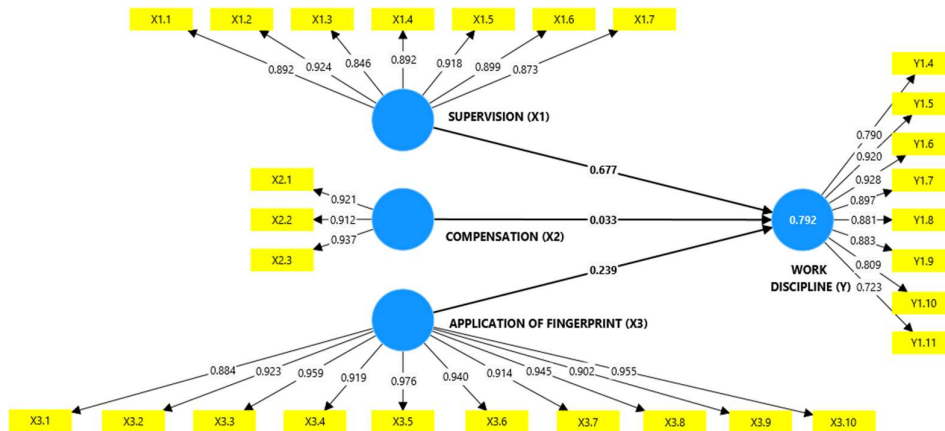 X1.1 X1.2 X1.3 X1.4 X1.5 X1.6 X1.7
0.892 0.924 0.846 0.892 0.918 0.899 0.873
SUPERVISION (X1)
0.677
X2.1
X2.2
X2.3
0.921
0.912
0.937
COMPENSATION (X2)
0.033
0.239
APPLICATION OF FINGERPRINT (X3)
0.884 0.923 0.959 0.919 0.976 0.940 0.914 0.945 0.902 0.955
X3.1 X3.2 X3.3 X3.4 X3.5 X3.6 X3.7 X3.8 X3.9 X3.10
0.792
WORK
DISCIPLINE (Y)
0.790
0.920
0.928
0.897
0.881
0.883
0.809
0.723
Y1.4
Y1.5
Y1.6
Y1.7
Y1.8
Y1.9
Y1.10
Y1.11